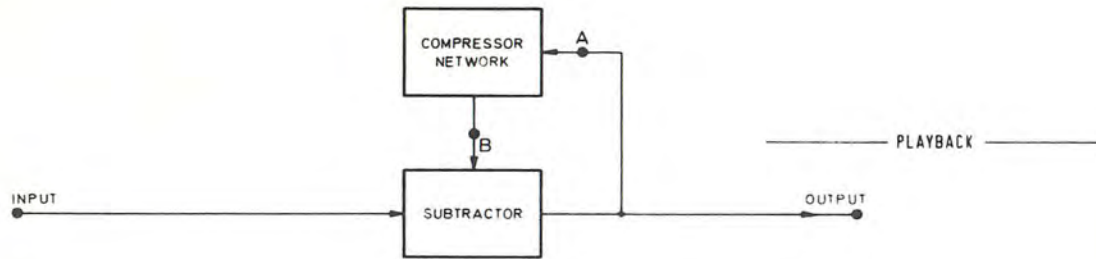 COMPRESSOR
NETWORK
A
B
PLAYBACK
INPUT
SUBTRACTOR
OUTPUT